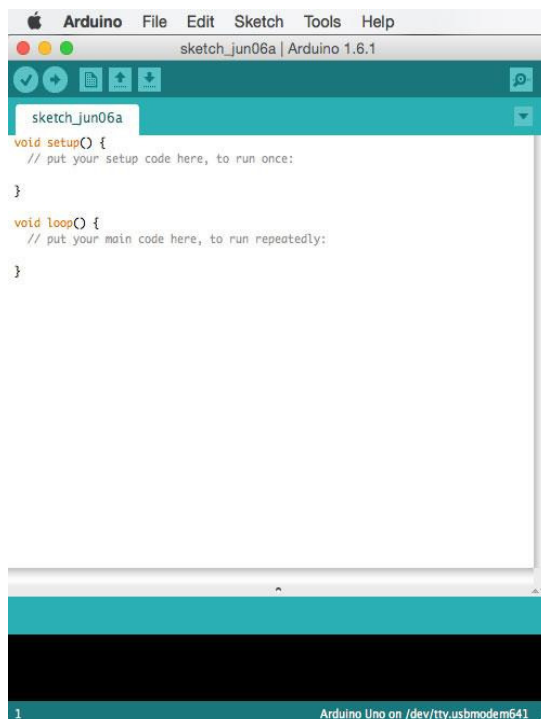 Arduino File Edit Sketch Tools Help
sketch_jun06a | Arduino 1.6.1
sketch_jun06a
void setup() {
  // put your setup code here, to run once:
}
void loop() {
  // put your main code here, to run repeatedly:
}
1 Arduino Uno on /dev/tty.usbmodem641